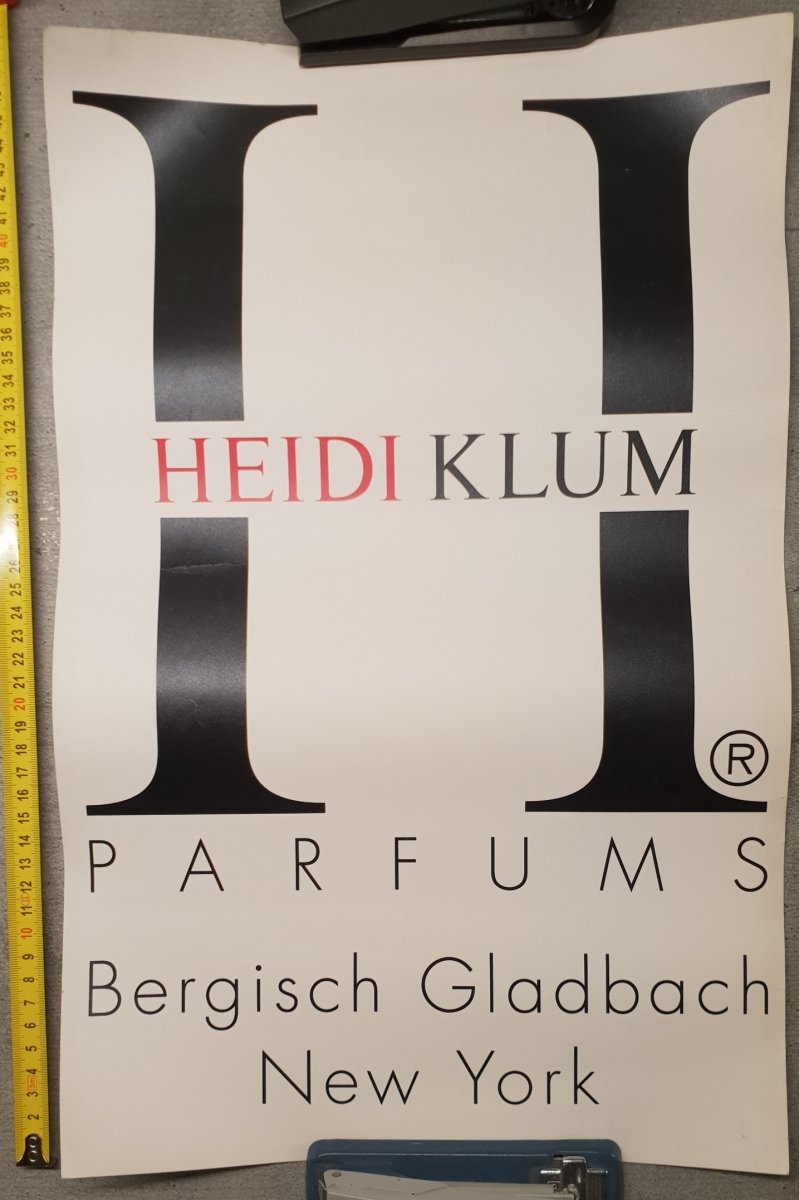 H
HEIDI KLUM
®
PARFUMS
Bergisch Gladbach
New York